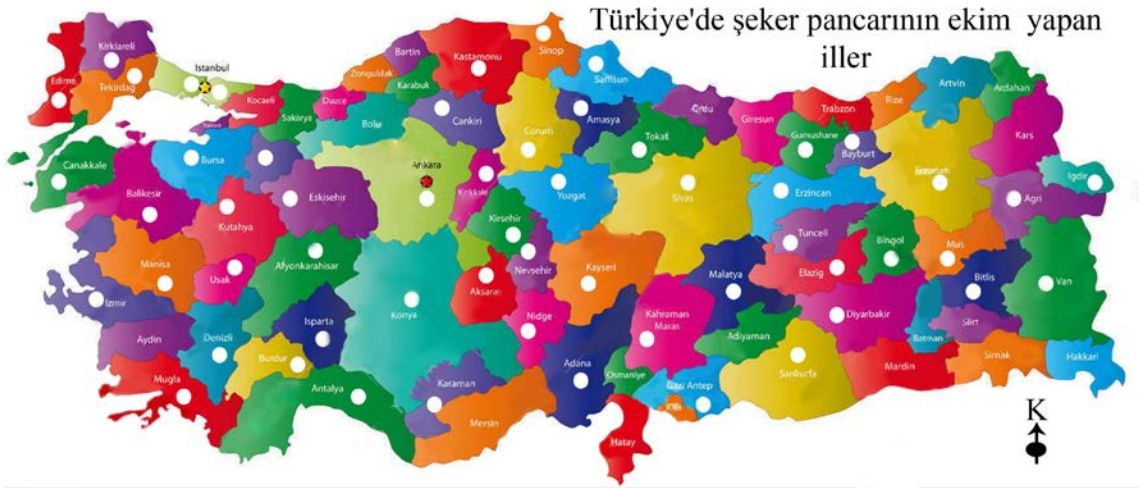 Türkiye'de şeker pancarının ekim yapan
iller
Kirklareli
Edirne
Tekirdag
Istanbul
Kocaeli
Yalova
Sakarya
Duzce
Zonguldak
Bartin
Karabuk
Kastamonu
Sinop
Samsun
Ordu
Giresun
Trabzon
Rize
Artvin
Ardahan
Kars
Igdir
Agri
Erzurum
Bayburt
Gumushane
Tokat
Amasya
Corum
Cankiri
Bolu
Ankara
Kirikkale
Yozgat
Sivas
Erzincan
Tunceli
Bingol
Mus
Bitlis
Van
Hakkari
Sirnak
Siirt
Batman
Mardin
Diyarbakir
Elazig
Malatya
Adiyaman
Sanliurfa
Gazi Antep
Kilis
Hatay
Osmaniye
Kahraman
Maras
Kayseri
Nevsehir
Kirsehir
Aksaray
Nidge
Adana
Mersin
Karaman
Konya
Antalya
Isparta
Burdur
Afyonkarahisar
Eskisehir
Bursa
Canakkale
Balikesir
Kutahya
Usak
Manisa
Izmir
Aydin
Denizli
Mugla
K